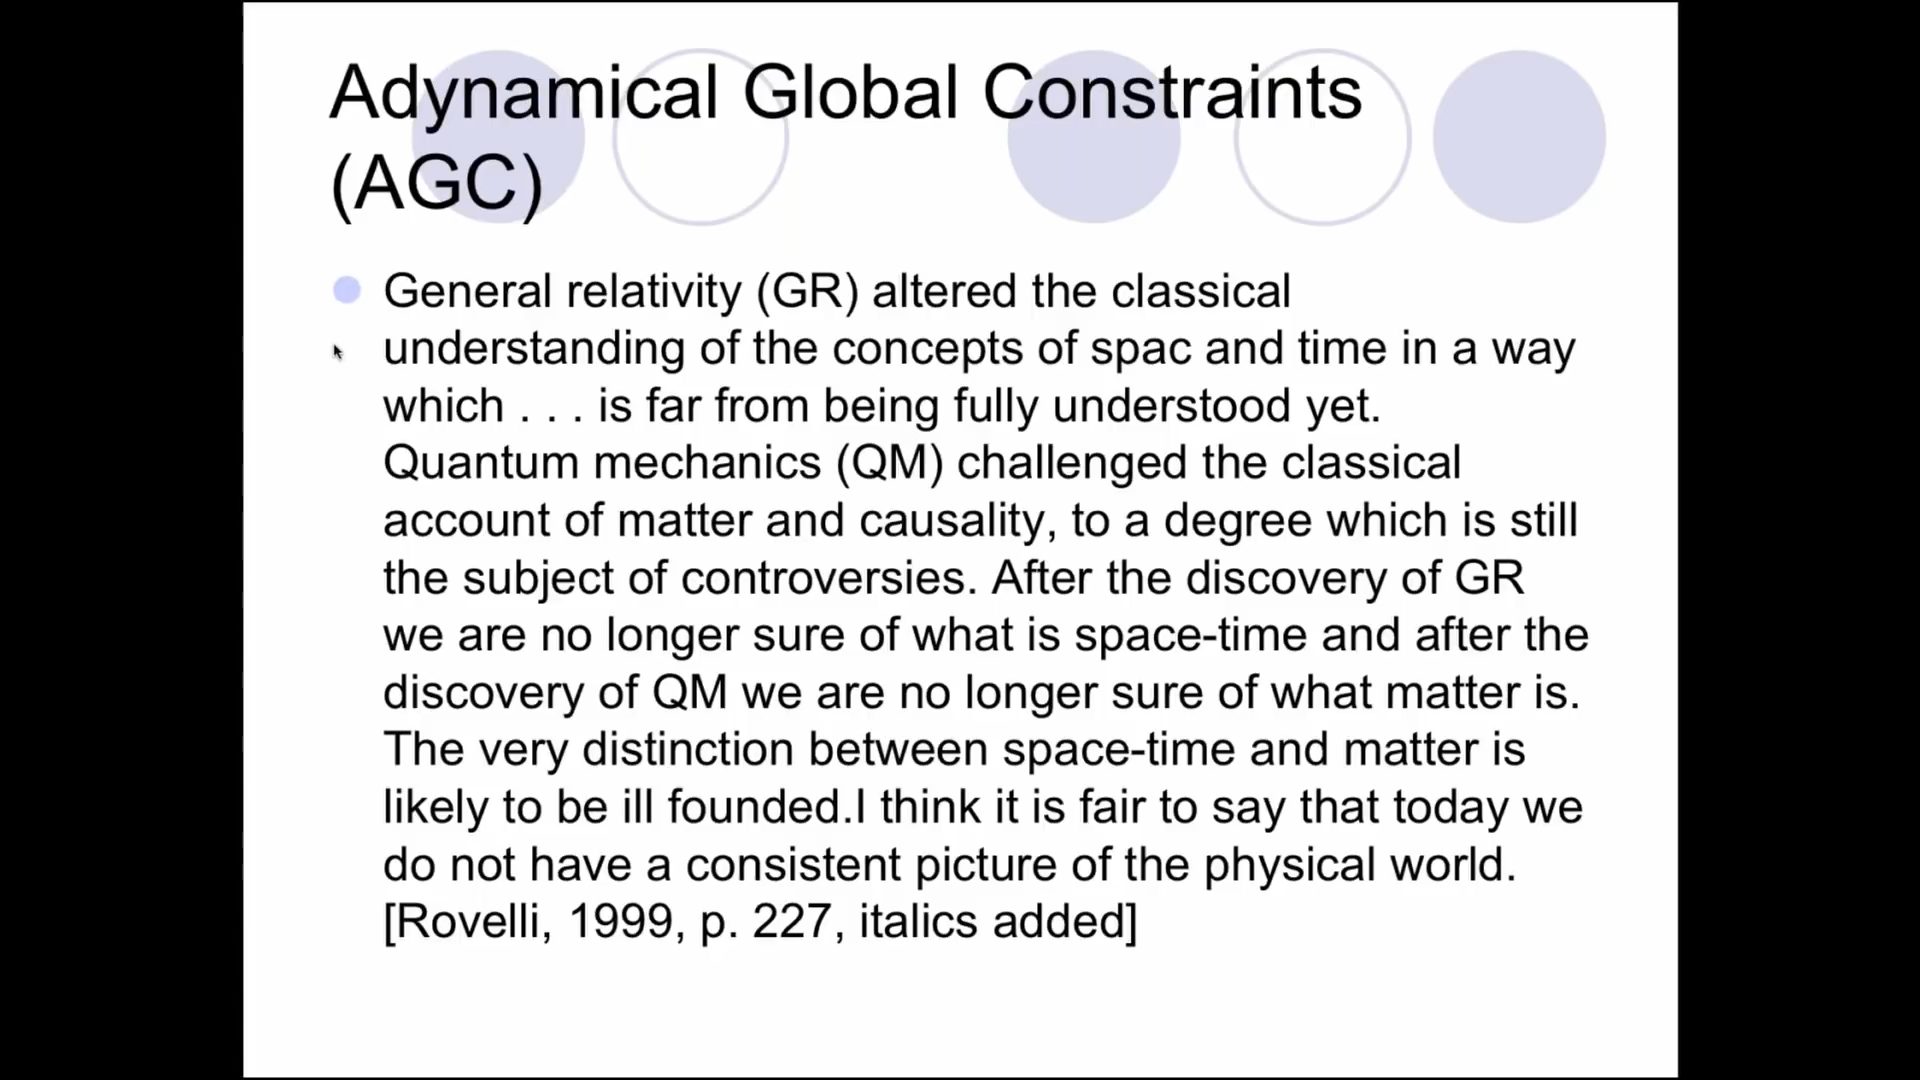 Adynamical Global Constraints
(AGC)
General relativity (GR) altered the classical
understanding of the concepts of spac and time in a way
which . . . is far from being fully understood yet.
Quantum mechanics (QM) challenged the classical
account of matter and causality, to a degree which is still
the subject of controversies. After the discovery of GR
we are no longer sure of what is space-time and after the
discovery of QM we are no longer sure of what matter is.
The very distinction between space-time and matter is
likely to be ill founded.I think it is fair to say that today we
do not have a consistent picture of the physical world.
[Rovelli, 1999, p. 227, italics added]